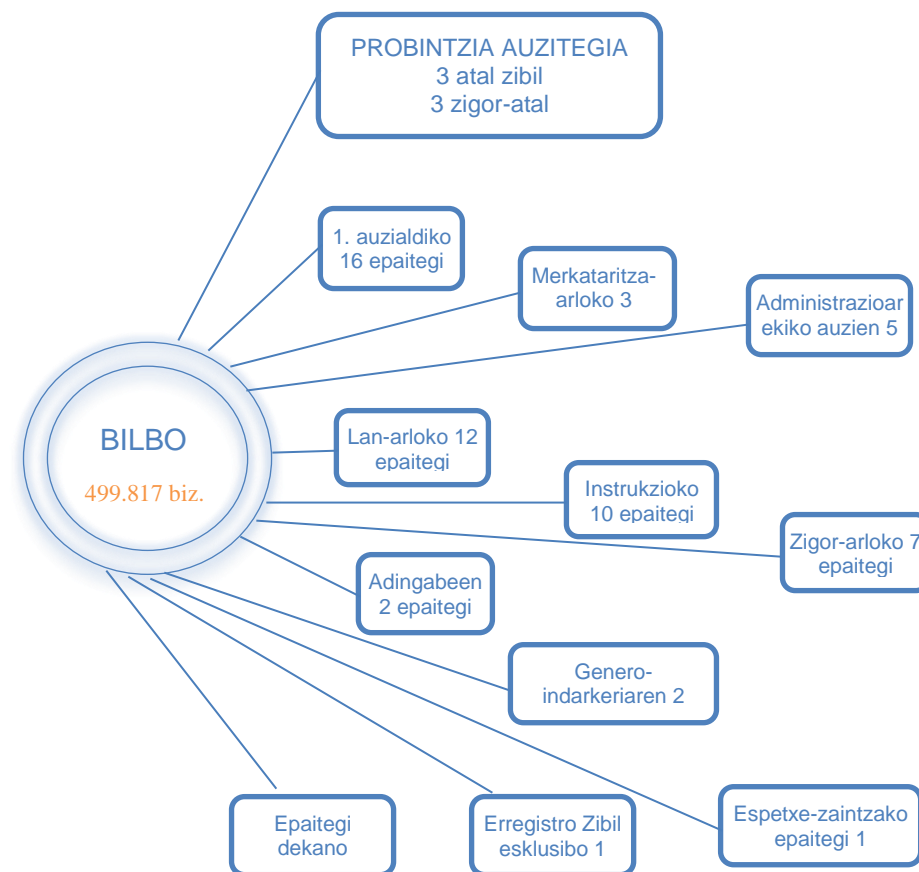 PROBINTZIA AUZITEGIA
3 atal zibil
3 zigor-atal
1. auzialdiko
16 epaitegi
Merkataritza-
arloko 3
Administrazioar
ekiko auzien 5
BILBO
499.817 biz.
Lan-arloko 12
epaitegi
Instrukzioko
10 epaitegi
Zigor-arloko 7
epaitegi
Adingabeen
2 epaitegi
Genero-
indarkeriaren 2
Epaitegi
dekano
Erregistro Zibil
esklusibo 1
Espetxe-zaintzako
epaitegi 1